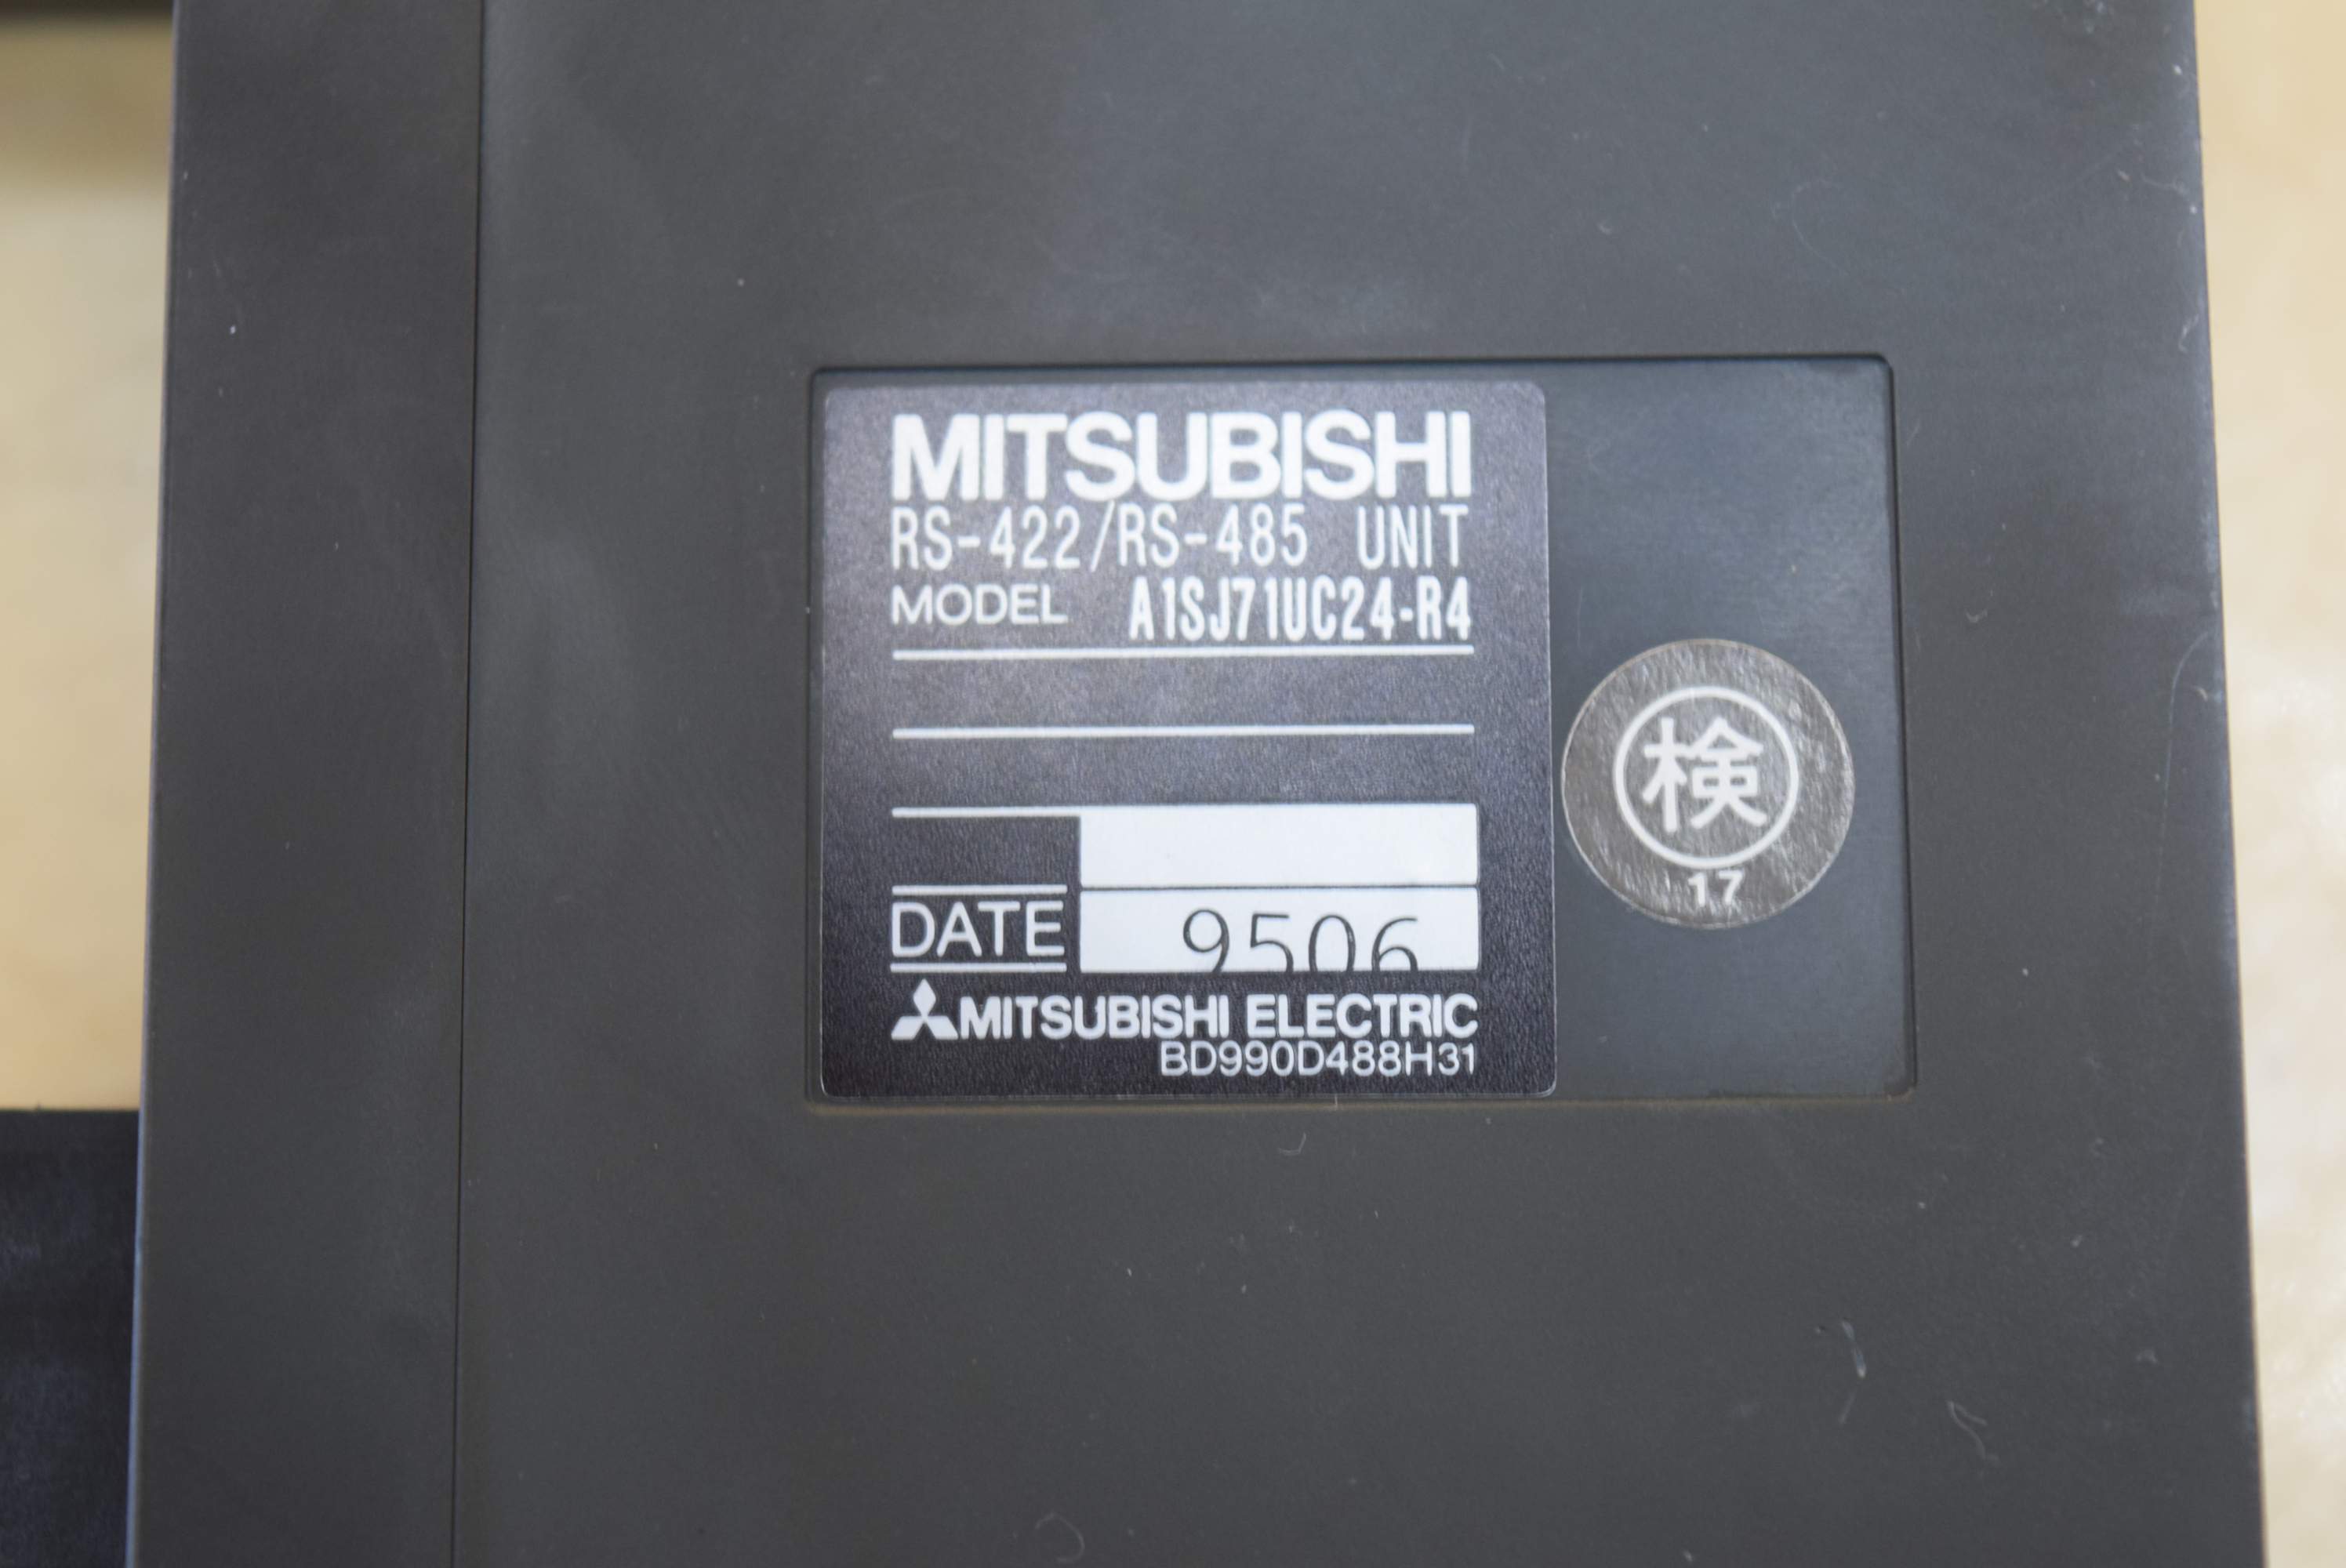 MITSUBISHI
RS-422/RS-485 UNIT
MODEL A1SJ71UC24-R4
DATE 9506
MITSUBISHI ELECTRIC
BD990D488H31
検
17